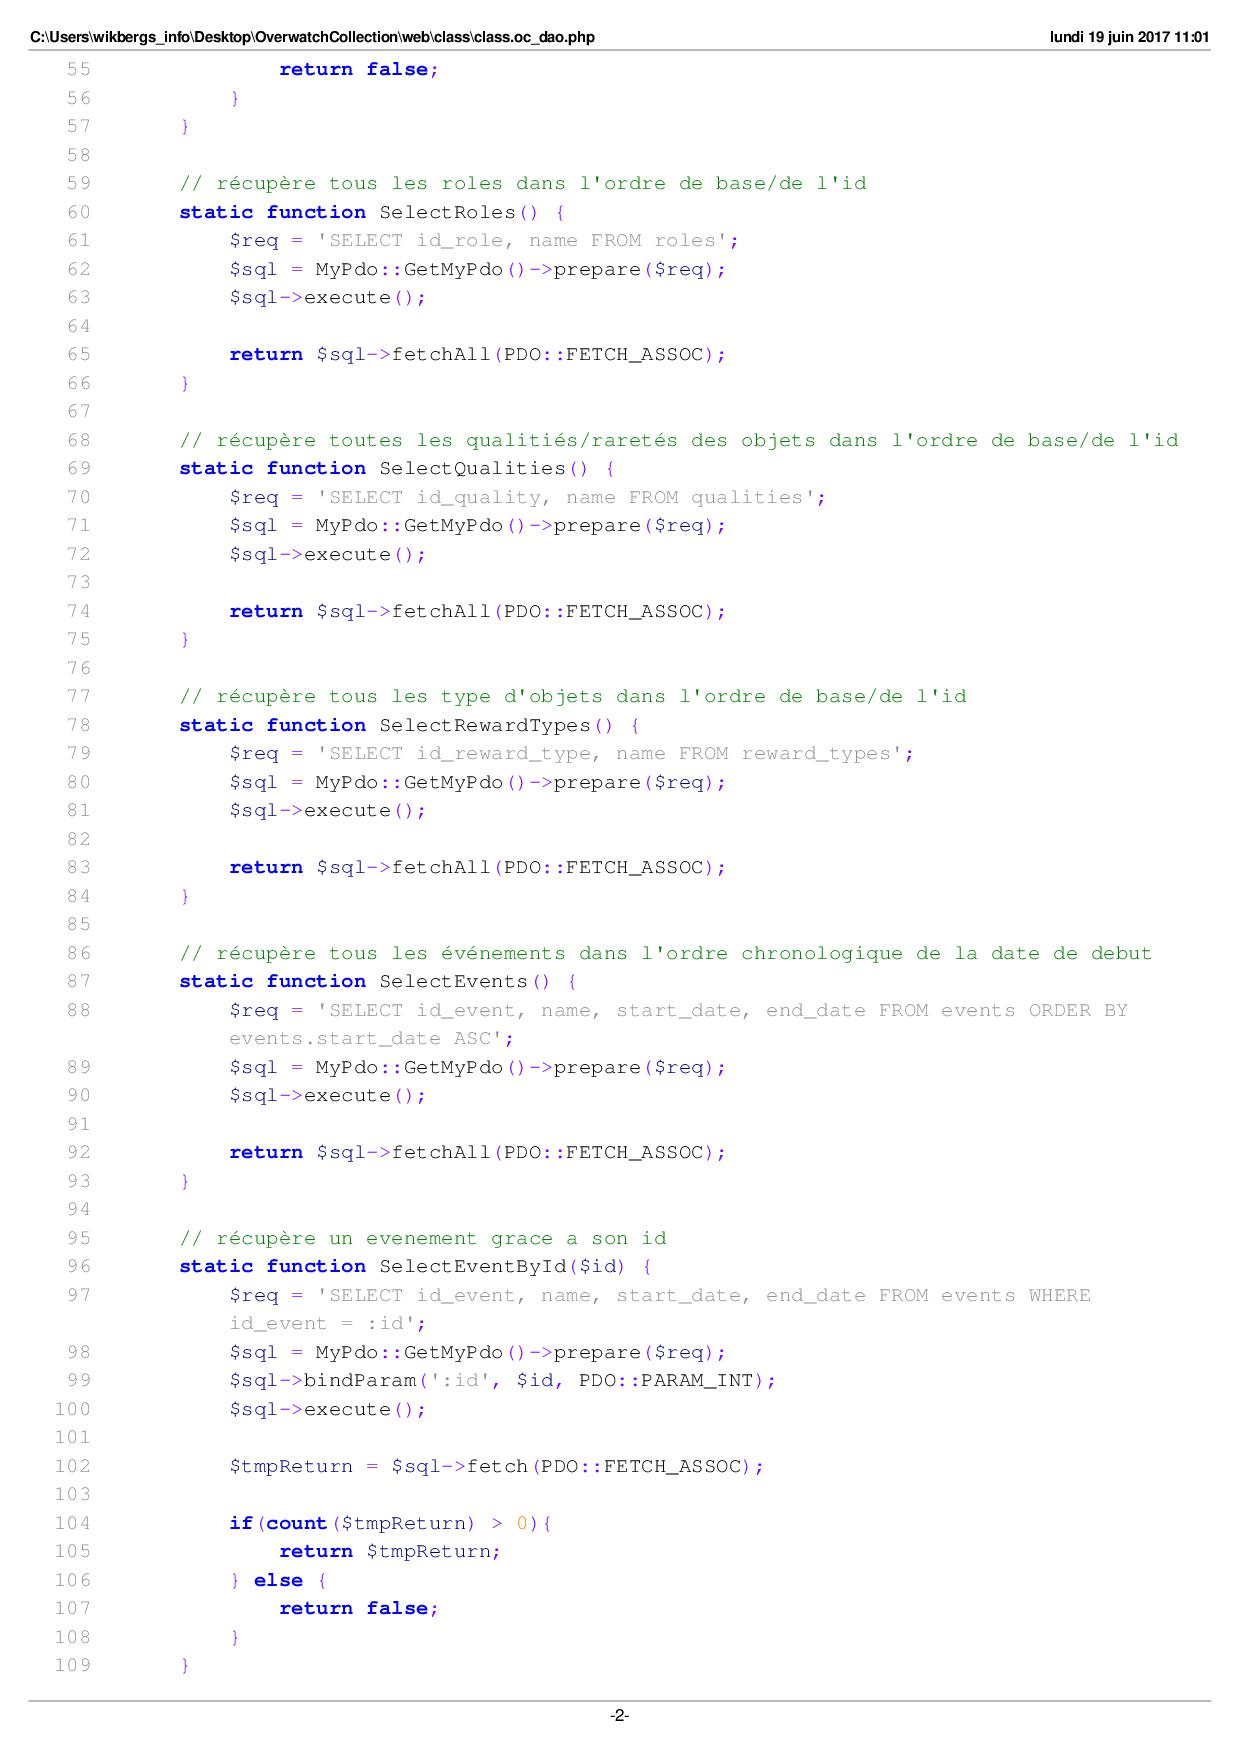 C:\Users\wikbergs_info\Desktop\OverwatchCollection\web\class\class.oc_dao.php lundi 19 juin 2017 11:01
55 return false;
56 }
57 }
58
59 // récupère tous les roles dans l'ordre de base/de l'id
60 static function SelectRoles() {
61 $req = 'SELECT id_role, name FROM roles';
62 $sql = MyPdo::GetMyPdo()->prepare($req);
63 $sql->execute();
64
65 return $sql->fetchAll(PDO::FETCH_ASSOC);
66 }
67
68 // récupère toutes les qualitiés/raretés des objets dans l'ordre de base/de l'id
69 static function SelectQualities() {
70 $req = 'SELECT id_quality, name FROM qualities';
71 $sql = MyPdo::GetMyPdo()->prepare($req);
72 $sql->execute();
73
74 return $sql->fetchAll(PDO::FETCH_ASSOC);
75 }
76
77 // récupère tous les type d'objets dans l'ordre de base/de l'id
78 static function SelectRewardTypes() {
79 $req = 'SELECT id_reward_type, name FROM reward_types';
80 $sql = MyPdo::GetMyPdo()->prepare($req);
81 $sql->execute();
82
83 return $sql->fetchAll(PDO::FETCH_ASSOC);
84 }
85
86 // récupère tous les événements dans l'ordre chronologique de la date de debut
87 static function SelectEvents() {
88 $req = 'SELECT id_event, name, start_date, end_date FROM events ORDER BY
events.start_date ASC';
89 $sql = MyPdo::GetMyPdo()->prepare($req);
90 $sql->execute();
91
92 return $sql->fetchAll(PDO::FETCH_ASSOC);
93 }
94
95 // récupère un evenement grace a son id
96 static function SelectEventById($id) {
97 $req = 'SELECT id_event, name, start_date, end_date FROM events WHERE
id_event = :id';
98 $sql = MyPdo::GetMyPdo()->prepare($req);
99 $sql->bindParam(':id', $id, PDO::PARAM_INT);
100 $sql->execute();
101
102 $tmpReturn = $sql->fetch(PDO::FETCH_ASSOC);
103
104 if(count($tmpReturn) > 0){
105 return $tmpReturn;
106 } else {
107 return false;
108 }
109 }
-2-